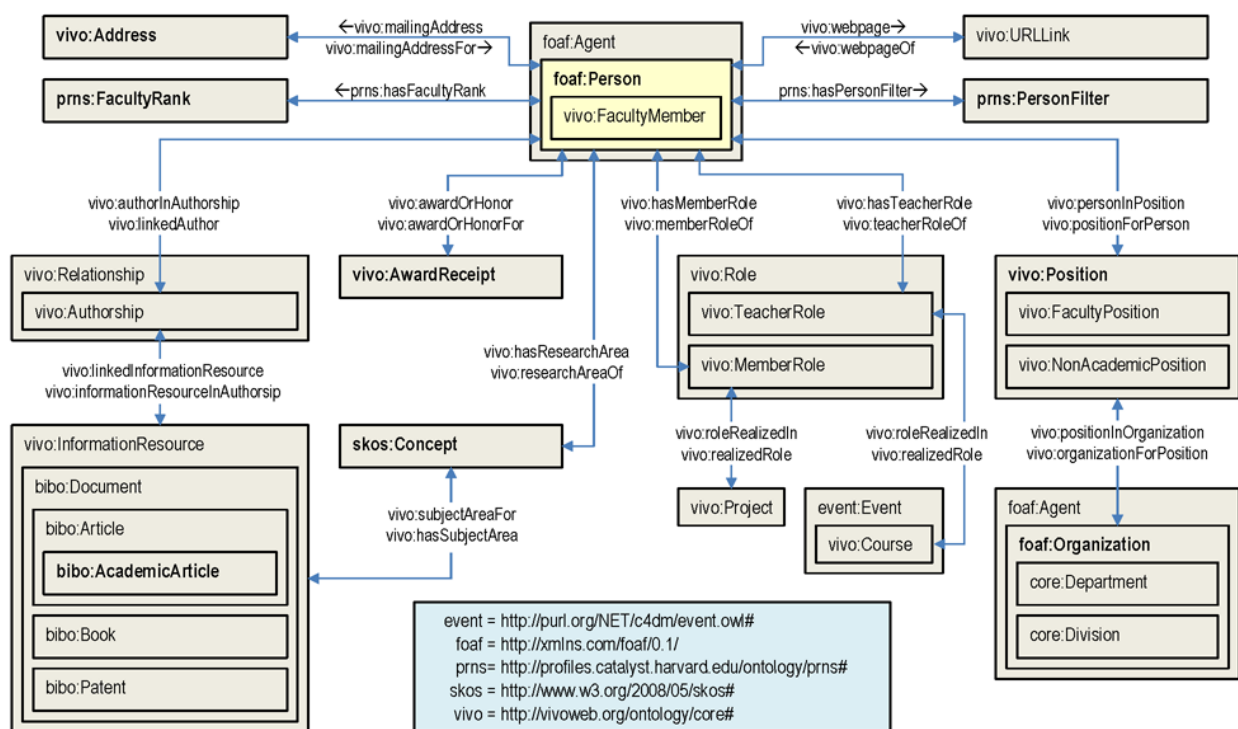 vivo:Address
←vivo:mailingAddress
vivo:mailingAddressFor→
foaf:Agent
foaf:Person
vivo:FacultyMember
vivo:webpage→
←vivo:webpageOf
vivo:URLLink
prns:FacultyRank
←prns:hasFacultyRank
prns:hasPersonFilter→
prns:PersonFilter
vivo:authorInAuthorship
vivo:linkedAuthor
vivo:awardOrHonor
vivo:awardOrHonorFor
vivo:hasMemberRole
vivo:memberRoleOf
vivo:hasTeacherRole
vivo:teacherRoleOf
vivo:personInPosition
vivo:positionForPerson
vivo:Relationship
vivo:Authorship
vivo:AwardReceipt
vivo:Role
vivo:TeacherRole
vivo:MemberRole
vivo:Position
vivo:FacultyPosition
vivo:NonAcademicPosition
vivo:linkedInformationResource
vivo:informationResourceInAuthorsip
vivo:hasResearchArea
vivo:researchAreaOf
vivo:InformationResource
bibo:Document
bibo:Article
bibo:AcademicArticle
bibo:Book
bibo:Patent
skos:Concept
vivo:subjectAreaFor
vivo:hasSubjectArea
vivo:roleRealizedIn
vivo:realizedRole
vivo:roleRealizedIn
vivo:realizedRole
vivo:positionInOrganization
vivo:organizationForPosition
vivo:Project
event:Event
vivo:Course
foaf:Agent
foaf:Organization
core:Department
core:Division
event = http://purl.org/NET/c4dm/event.owl#
foaf = http://xmlns.com/foaf/0.1/
prns= http://profiles.catalyst.harvard.edu/ontology/prns#
skos = http://www.w3.org/2008/05/skos#
vivo = http://vivoweb.org/ontology/core#